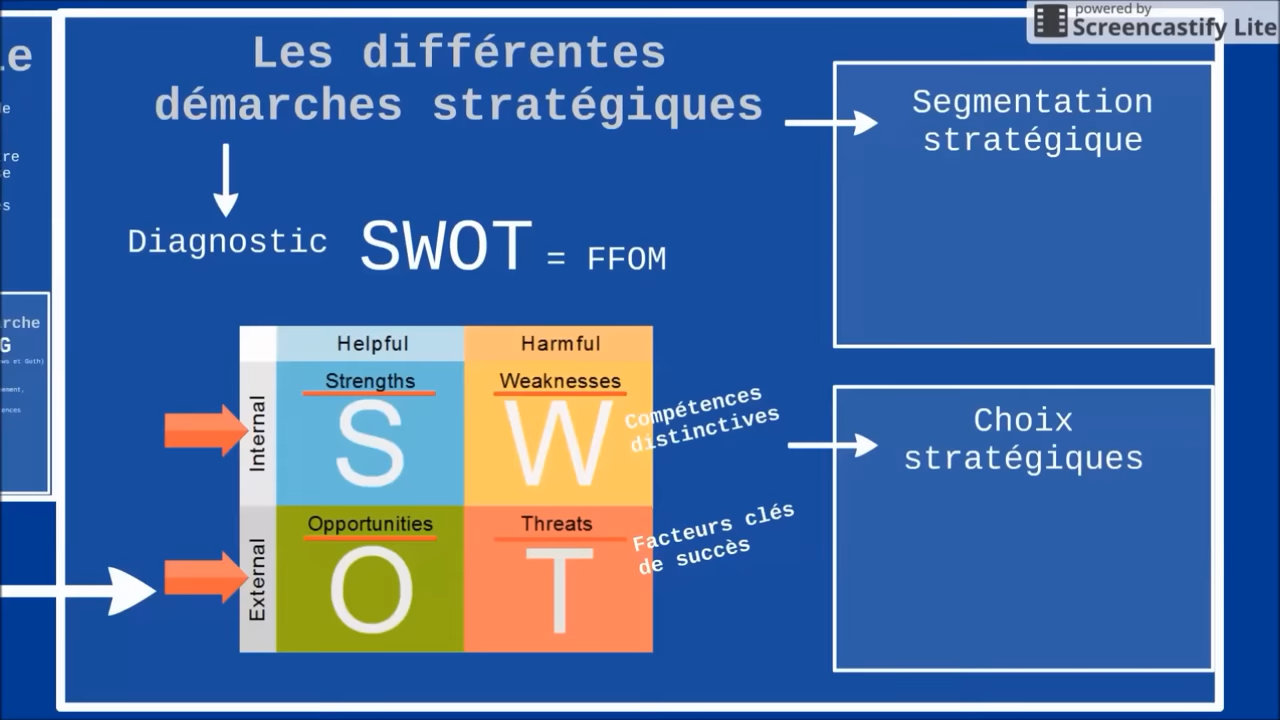 powered by
Screencastify Lite
Les différentes
démarches stratégiques
Segmentation
stratégique
Diagnostic SWOT = FFOM
Helpful Harmful
Internal
Strengths Weaknesses
S W
Compétences
distinctives
External
Opportunities Threats
O T
Facteurs clés
de succès
Choix
stratégiques